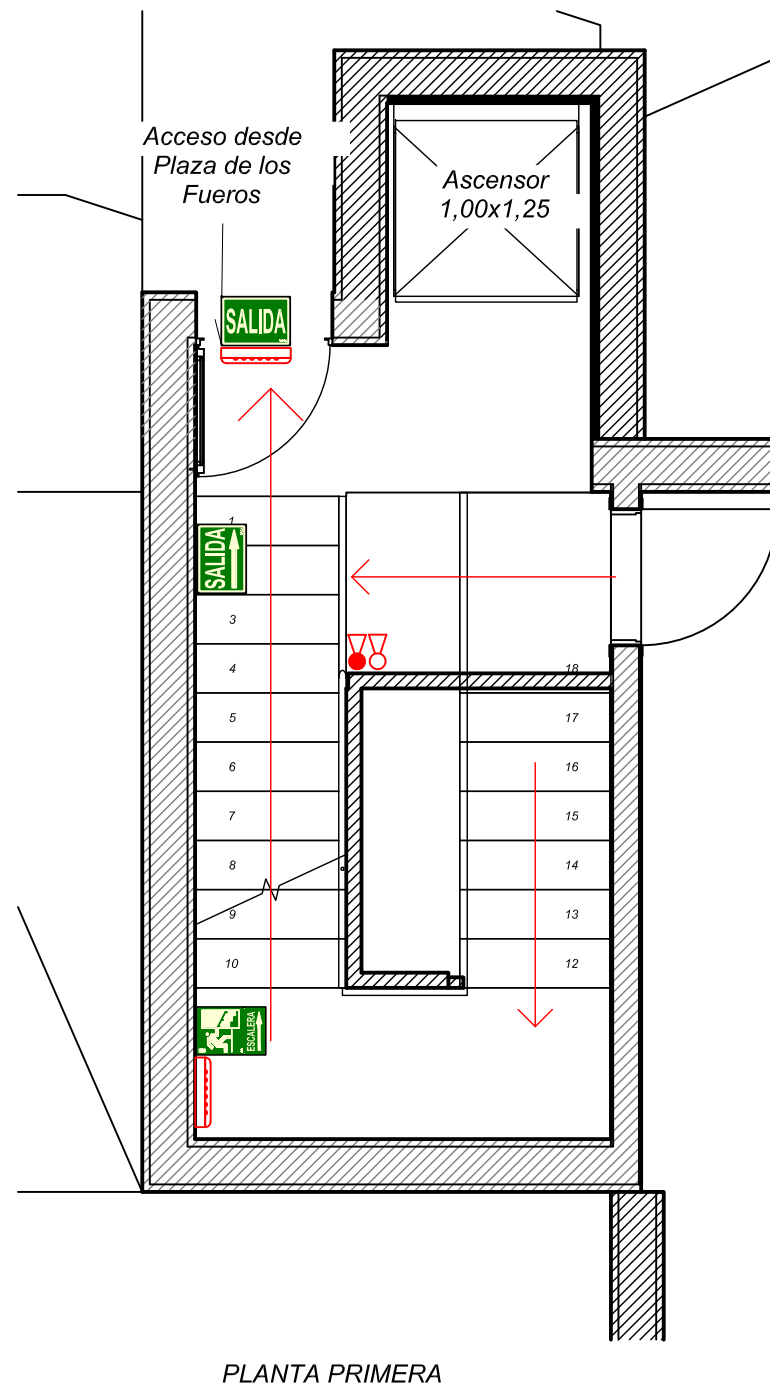 Acceso desde
Plaza de los
Fueros
Ascensor
1,00x1,25
SALIDA
1
SALIDA
3
4
5
6
7
8
9
10
18
17
16
15
14
13
12
ESCALERA
PLANTA PRIMERA